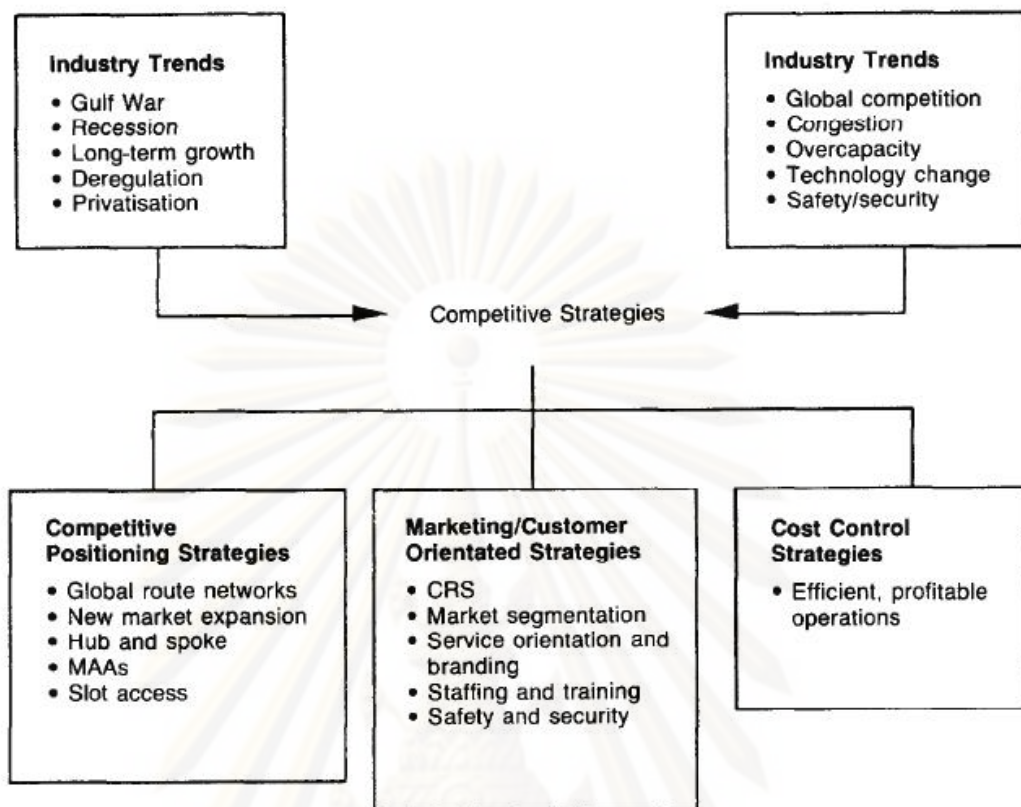 Industry Trends
• Gulf War
• Recession
• Long-term growth
• Deregulation
• Privatisation
Industry Trends
• Global competition
• Congestion
• Overcapacity
• Technology change
• Safety/security
Competitive Strategies
Competitive
Positioning Strategies
• Global route networks
• New market expansion
• Hub and spoke
• MAAs
• Slot access
Marketing/Customer
Orientated Strategies
• CRS
• Market segmentation
• Service orientation and
branding
• Staffing and training
• Safety and security
Cost Control
Strategies
• Efficient, profitable
operations